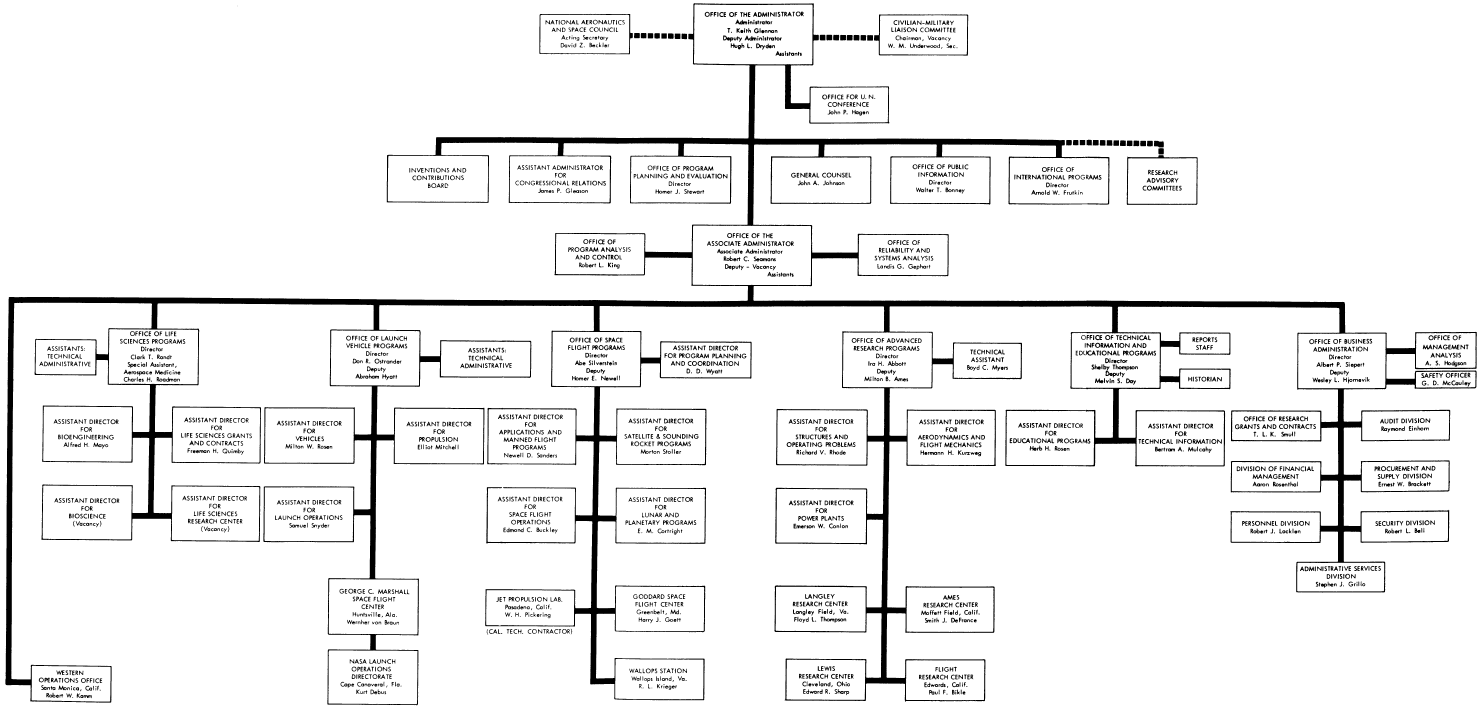 NATIONAL AERONAUTICS
AND SPACE COUNCIL
Acting Secretary
David Z. Beckler
OFFICE OF THE ADMINISTRATOR
Administrator
T. Keith Glennan
Deputy Administrator
Hugh L. Dryden
Assistants
CIVILIAN-MILITARY
LIAISON COMMITTEE
Chairman, Vacancy
W. M. Underwood, Sec.
OFFICE FOR U. N.
CONFERENCE
John P. Hagen
INVENTIONS AND
CONTRIBUTIONS
BOARD
ASSISTANT ADMINISTRATOR
FOR
CONGRESSIONAL RELATIONS
James P. Gleason
OFFICE OF PROGRAM
PLANNING AND EVALUATION
Director
Homer J. Stewart
GENERAL COUNSEL
John A. Johnson
OFFICE OF PUBLIC
INFORMATION
Director
Walter T. Bonney
OFFICE OF
INTERNATIONAL PROGRAMS
Director
Arnold W. Frutkin
RESEARCH
ADVISORY
COMMITTEES
OFFICE OF
PROGRAM ANALYSIS
AND CONTROL
Robert L. King
OFFICE OF THE
ASSOCIATE ADMINISTRATOR
Associate Administrator
Robert C. Seamans
Deputy - Vacancy
Assistants
OFFICE OF
RELIABILITY AND
SYSTEMS ANALYSIS
Landis G. Gephart
ASSISTANTS:
TECHNICAL
ADMINISTRATIVE
OFFICE OF LIFE
SCIENCES PROGRAMS
Director
Clark T. Randt
Special Assistant,
Aerospace Medicine
Charles H. Roadman
OFFICE OF LAUNCH
VEHICLE PROGRAMS
Director
Don R. Ostrander
Deputy
Abraham Hyatt
ASSISTANTS:
TECHNICAL
ADMINISTRATIVE
OFFICE OF SPACE
FLIGHT PROGRAMS
Director
Abe Silverstein
Deputy
Homer E. Newell
ASSISTANT DIRECTOR
FOR PROGRAM PLANNING
AND COORDINATION
D. D. Wyatt
OFFICE OF ADVANCED
RESEARCH PROGRAMS
Director
Ira H. Abbott
Deputy
Milton B. Ames
TECHNICAL
ASSISTANT
Boyd C. Myers
OFFICE OF TECHNICAL
INFORMATION AND
EDUCATIONAL PROGRAMS
Director
Shelby Thompson
Deputy
Melvin S. Day
REPORTS
STAFF
HISTORIAN
OFFICE OF BUSINESS
ADMINISTRATION
Director
Albert P. Siepert
Deputy
Wesley L. Hjornevik
OFFICE OF
MANAGEMENT
ANALYSIS
A. S. Hodgson
SAFETY OFFICER
G. D. McCauley
ASSISTANT DIRECTOR
FOR
BIOENGINEERING
Alfred H. Mayo
ASSISTANT DIRECTOR
FOR
LIFE SCIENCES GRANTS
AND CONTRACTS
Freeman H. Quimby
ASSISTANT DIRECTOR
FOR
VEHICLES
Milton W. Rosen
ASSISTANT DIRECTOR
FOR
PROPULSION
Elliot Mitchell
ASSISTANT DIRECTOR
FOR
APPLICATIONS AND
MANNED FLIGHT
PROGRAMS
Newell D. Sanders
ASSISTANT DIRECTOR
FOR
SATELLITE & SOUNDING
ROCKET PROGRAMS
Morton Stoller
ASSISTANT DIRECTOR
FOR
STRUCTURES AND
OPERATING PROBLEMS
Richard V. Rhode
ASSISTANT DIRECTOR
FOR
AERODYNAMICS AND
FLIGHT MECHANICS
Hermann H. Kurzweg
ASSISTANT DIRECTOR
FOR
EDUCATIONAL PROGRAMS
Herb H. Rosen
ASSISTANT DIRECTOR
FOR
TECHNICAL INFORMATION
Bertram A. Mulcahy
OFFICE OF RESEARCH
GRANTS AND CONTRACTS
T. L. K. Smull
AUDIT DIVISION
Raymond Einhorn
DIVISION OF FINANCIAL
MANAGEMENT
Aaron Rosenthal
PROCUREMENT AND
SUPPLY DIVISION
Ernest W. Brackett
PERSONNEL DIVISION
Robert J. Lacklen
SECURITY DIVISION
Robert L. Bell
ADMINISTRATIVE SERVICES
DIVISION
Stephen J. Grillo
ASSISTANT DIRECTOR
FOR
BIOSCIENCE
(Vacancy)
ASSISTANT DIRECTOR
FOR
LIFE SCIENCES
RESEARCH CENTER
(Vacancy)
ASSISTANT DIRECTOR
FOR
LAUNCH OPERATIONS
Samuel Snyder
ASSISTANT DIRECTOR
FOR
SPACE FLIGHT
OPERATIONS
Edmond C. Buckley
ASSISTANT DIRECTOR
FOR
LUNAR AND
PLANETARY PROGRAMS
E. M. Cortright
ASSISTANT DIRECTOR
FOR
POWER PLANTS
Emerson W. Conlon
GEORGE C. MARSHALL
SPACE FLIGHT
CENTER
Huntsville, Ala.
Wernher von Braun
JET PROPULSION LAB.
Pasadena, Calif.
W. H. Pickering
(CAL. TECH. CONTRACTOR)
GODDARD SPACE
FLIGHT CENTER
Greenbelt, Md.
Harry J. Goett
LANGLEY
RESEARCH CENTER
Langley Field, Va.
Floyd L. Thompson
AMES
RESEARCH CENTER
Moffett Field, Calif.
Smith J. DeFrance
WESTERN
OPERATIONS OFFICE
Santa Monica, Calif.
Robert W. Kamm
NASA LAUNCH
OPERATIONS
DIRECTORATE
Cape Canaveral, Fla.
Kurt Debus
WALLOPS STATION
Wallops Island, Va.
R. L. Krieger
LEWIS
RESEARCH CENTER
Cleveland, Ohio
Edward R. Sharp
FLIGHT
RESEARCH CENTER
Edwards, Calif.
Paul F. Bikle